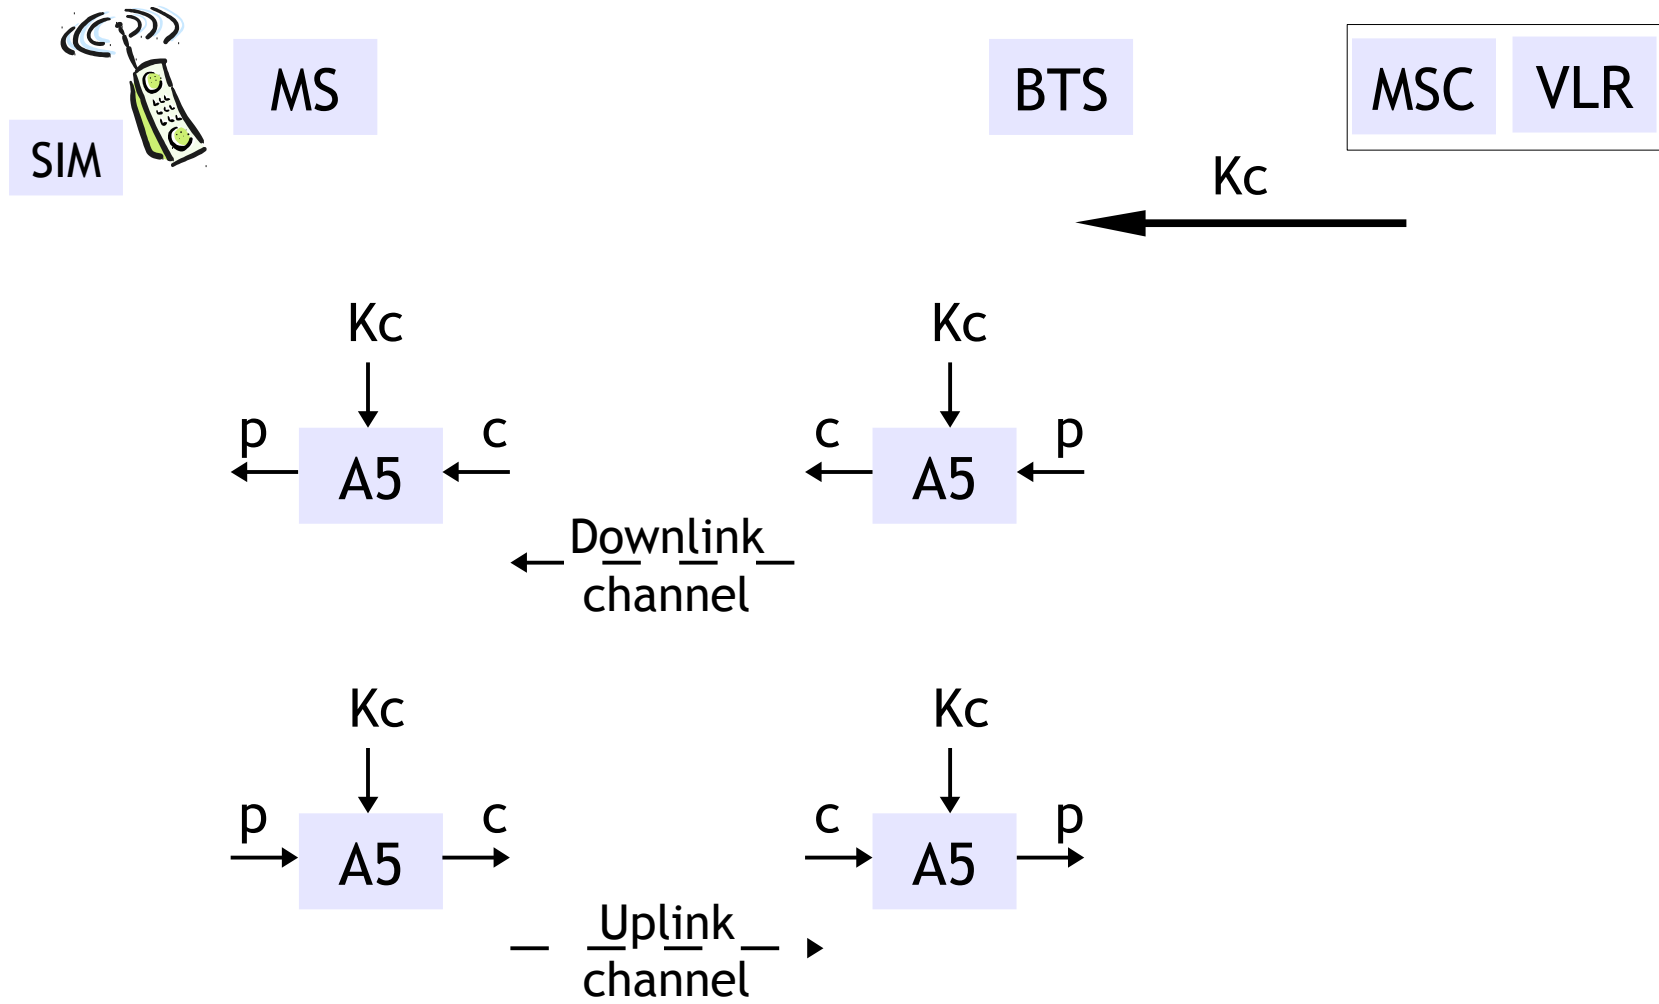 MS
BTS
MSC
VLR
SIM
Kc
Kc
Kc
p
c
c
p
A5
A5
Downlink
channel
Kc
Kc
p
c
c
p
A5
A5
Uplink
channel